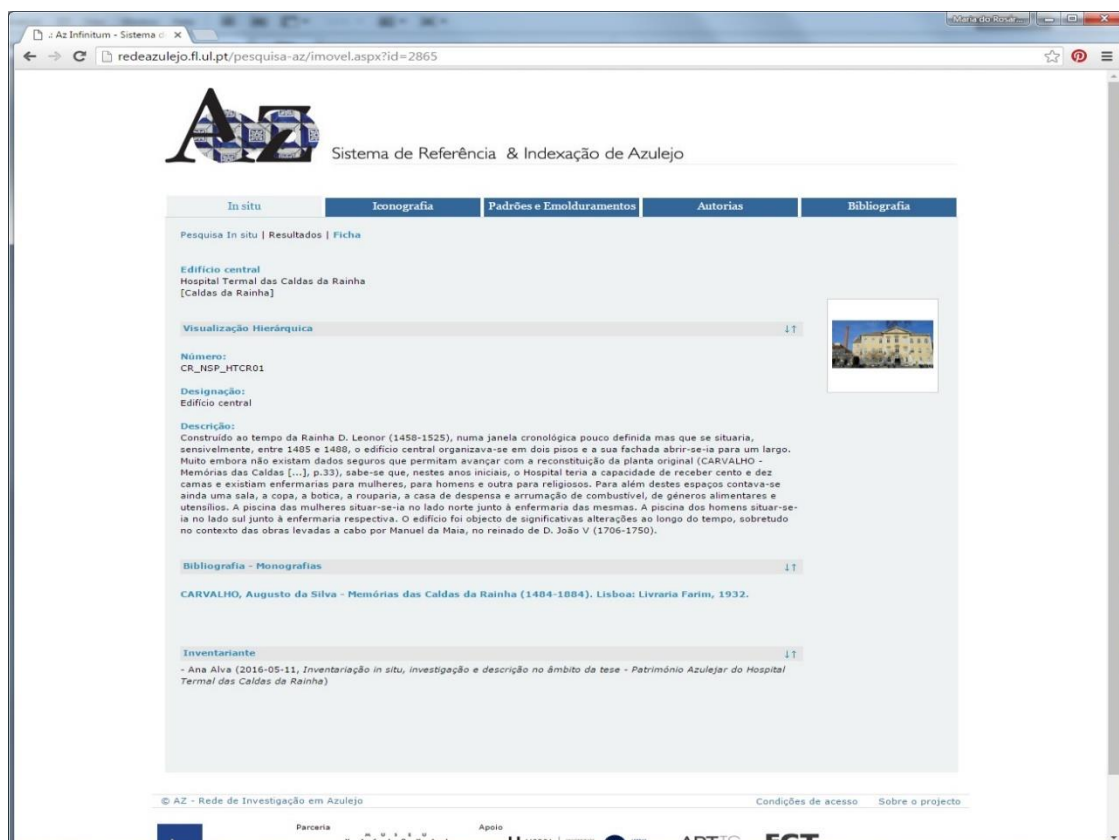 Maria do Rosár...
.: Az Infinitum - Sistema d
redeazulejo.fl.ul.pt/pesquisa-az/imovel.aspx?id=2865
AZ
Sistema de Referência & Indexação de Azulejo
In situ Iconografia Padrões e Emolduramentos Autorias Bibliografia
Pesquisa In situ | Resultados | Ficha
Edifício central
Hospital Termal das Caldas da Rainha
[Caldas da Rainha]
Visualização Hierárquica ↓↑
Número:
CR_NSP_HTCR01
Designação:
Edifício central
Descrição:
Construído ao tempo da Rainha D. Leonor (1458-1525), numa janela cronológica pouco definida mas que se situaria,
sensivelmente, entre 1485 e 1488, o edifício central organizava-se em dois pisos e a sua fachada abrir-se-ia para um largo.
Muito embora não existam dados seguros que permitam avançar com a reconstituição da planta original (CARVALHO -
Memórias das Caldas [...], p.33), sabe-se que, nestes anos iniciais, o Hospital teria a capacidade de receber cento e dez
camas e existiam enfermarias para mulheres, para homens e outra para religiosos. Para além destes espaços contava-se
ainda uma sala, a copa, a botica, a rouparia, a casa de despensa e arrumação de combustível, de géneros alimentares e
utensílios. A piscina das mulheres situar-se-ia no lado norte junto à enfermaria das mesmas. A piscina dos homens situar-se-
ia no lado sul junto à enfermaria respectiva. O edifício foi objecto de significativas alterações ao longo do tempo, sobretudo
no contexto das obras levadas a cabo por Manuel da Maia, no reinado de D. João V (1706-1750).
Bibliografia - Monografias ↓↑
CARVALHO, Augusto da Silva - Memórias das Caldas da Rainha (1484-1884). Lisboa: Livraria Farim, 1932.
Inventariante ↓↑
- Ana Alva (2016-05-11, Inventariação in situ, investigação e descrição no âmbito da tese - Património Azulejar do Hospital
Termal das Caldas da Rainha)
© AZ - Rede de Investigação em Azulejo Condições de acesso Sobre o projecto
Parceria Apoio